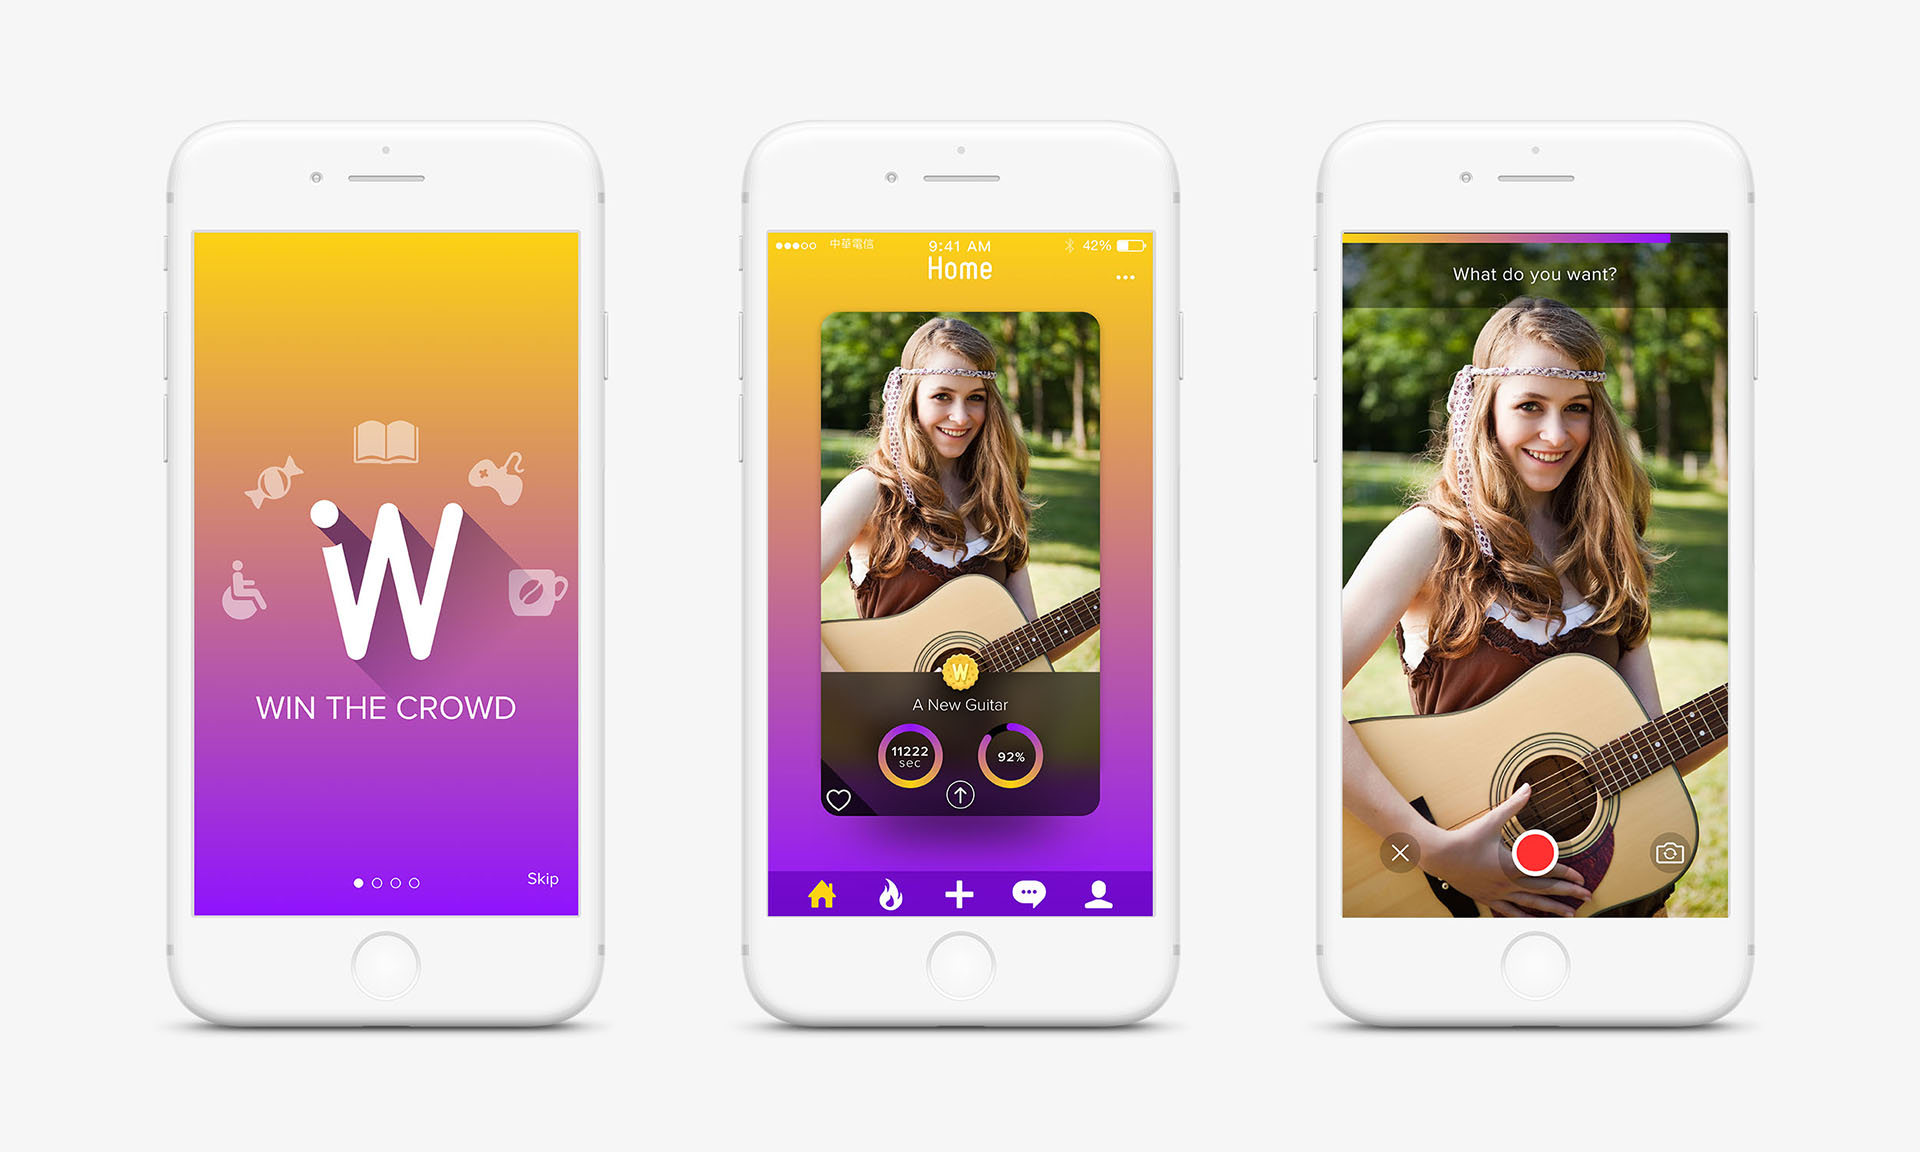 W
WIN THE CROWD
Skip
中華電信
9:41 AM
42%
Home
W
A New Guitar
11222
sec
92%
What do you want?